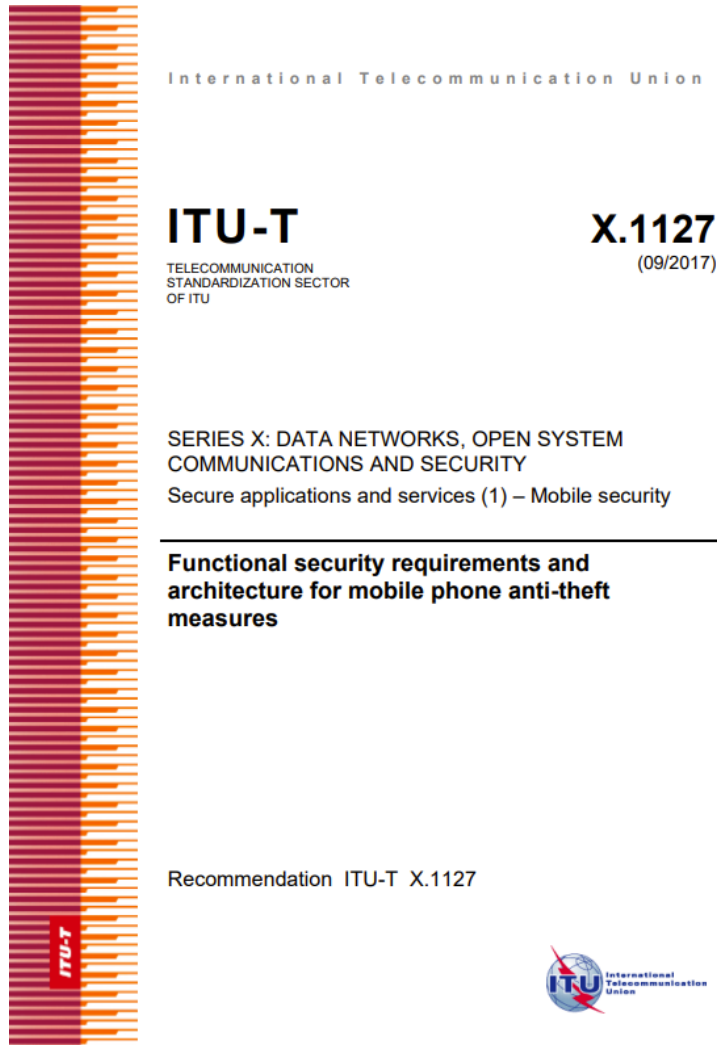 International Telecommunication Union
ITU-T
X.1127
TELECOMMUNICATION
STANDARDIZATION SECTOR
OF ITU
(09/2017)
SERIES X: DATA NETWORKS, OPEN SYSTEM
COMMUNICATIONS AND SECURITY
Secure applications and services (1) – Mobile security
Functional security requirements and
architecture for mobile phone anti-theft
measures
Recommendation ITU-T X.1127
ITU-T
ITU
International
Telecommunication
Union